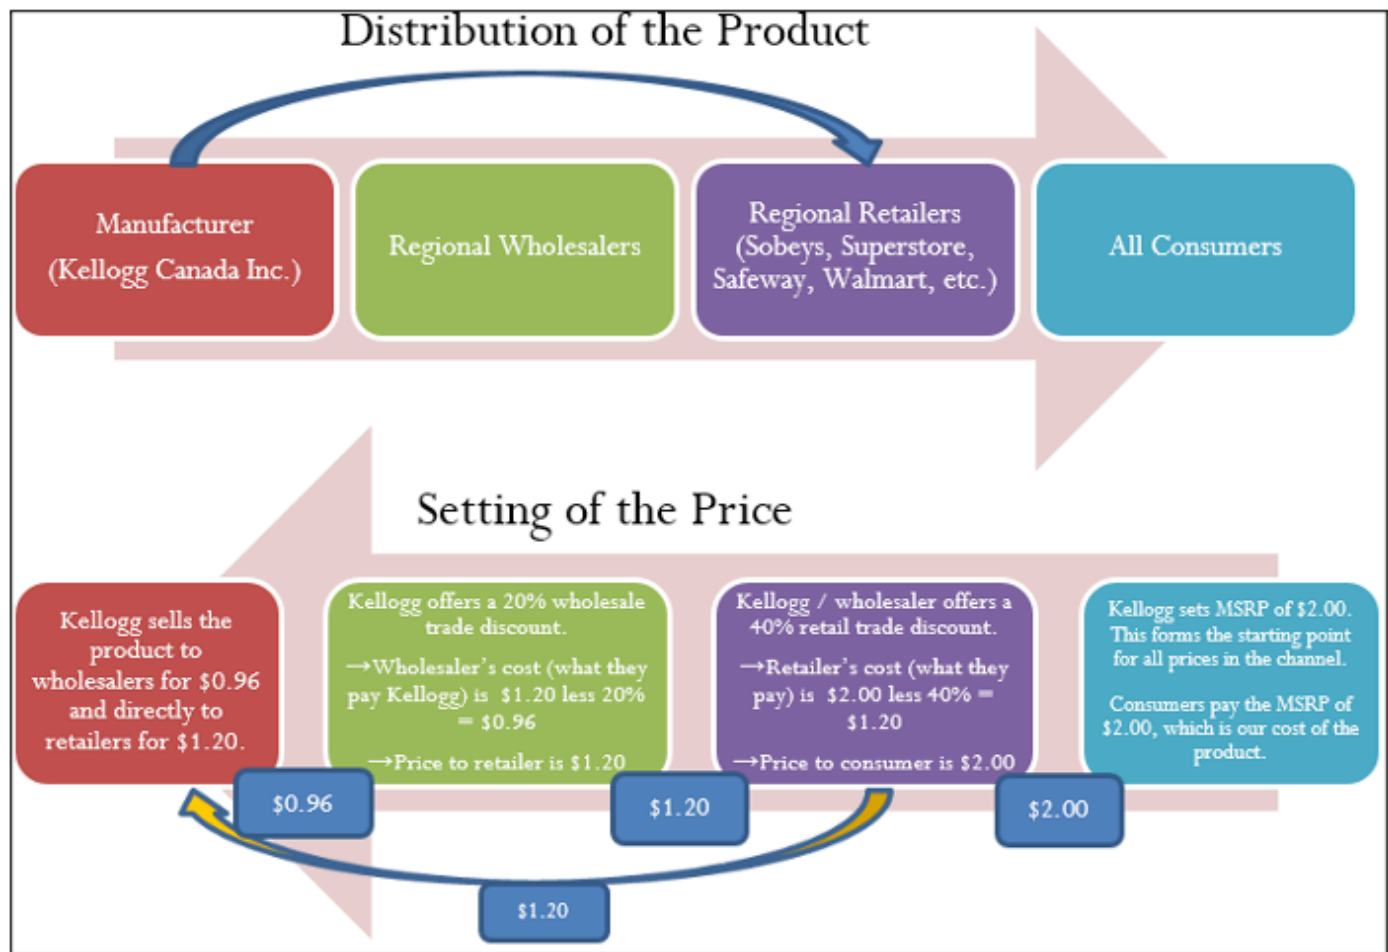 Distribution of the Product
Manufacturer
(Kellogg Canada Inc.)
Regional Wholesalers
Regional Retailers
(Sobeys, Superstore,
Safeway, Walmart, etc.)
All Consumers
Setting of the Price
Kellogg sells the
product to
wholesalers for $0.96
and directly to
retailers for $1.20.
Kellogg offers a 20% wholesale
trade discount.
→Wholesaler's cost (what they
pay Kellogg) is $1.20 less 20%
= $0.96
→Price to retailer is $1.20
Kellogg / wholesaler offers a
40% retail trade discount.
→Retailer's cost (what they
pay) is $2.00 less 40% =
$1.20
→Price to consumer is $2.00
Kellogg sets MSRP of $2.00.
This forms the starting point
for all prices in the channel.
Consumers pay the MSRP of
$2.00, which is our cost of the
product.
$0.96
$1.20
$2.00
$1.20